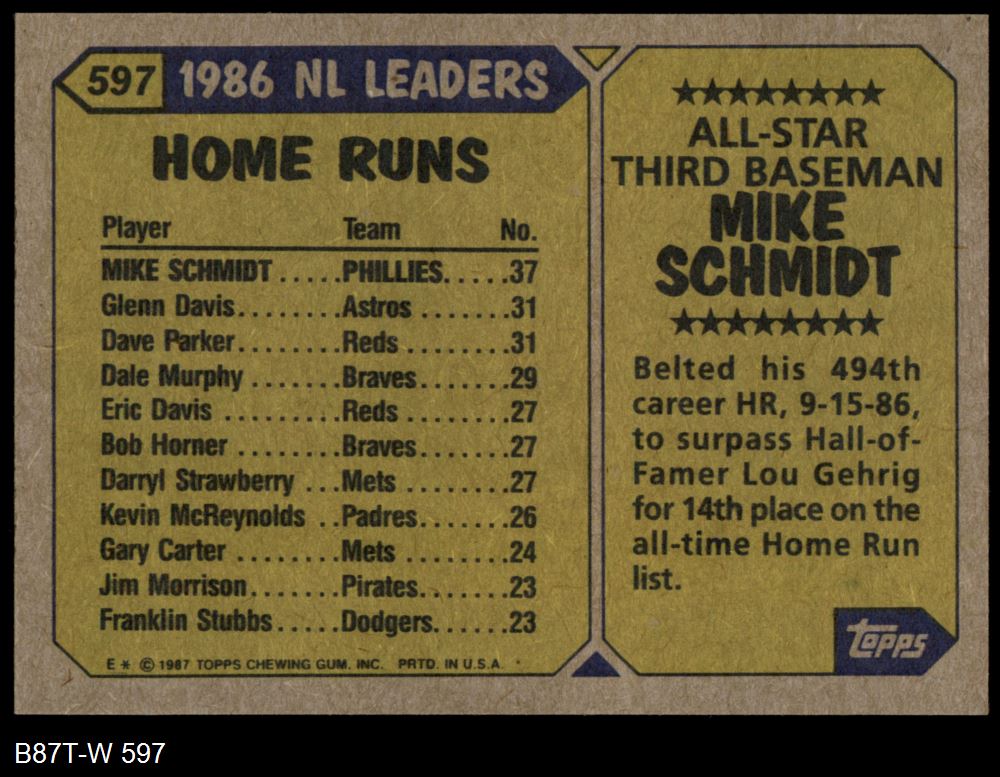 597 1986 NL LEADERS
HOME RUNS
Player Team No.
MIKE SCHMIDT.....PHILLIES.....37
Glenn Davis........Astros.......31
Dave Parker........Reds........31
Dale Murphy.......Braves.......29
Eric Davis.........Reds........27
Bob Horner........Braves.......27
Darryl Strawberry...Mets........27
Kevin McReynolds..Padres.......26
Gary Carter........Mets........24
Jim Morrison.......Pirates.......23
Franklin Stubbs.....Dodgers......23
E * © 1987 TOPPS CHEWING GUM. INC. PRTD. IN U.S.A.
★★★★★★★★
ALL-STAR
THIRD BASEMAN
MIKE
SCHMIDT
★★★★★★★★
Belted his 494th
career HR, 9-15-86,
to surpass Hall-of-
Famer Lou Gehrig
for 14th place on the
all-time Home Run
list.
topps
B87T-W 597